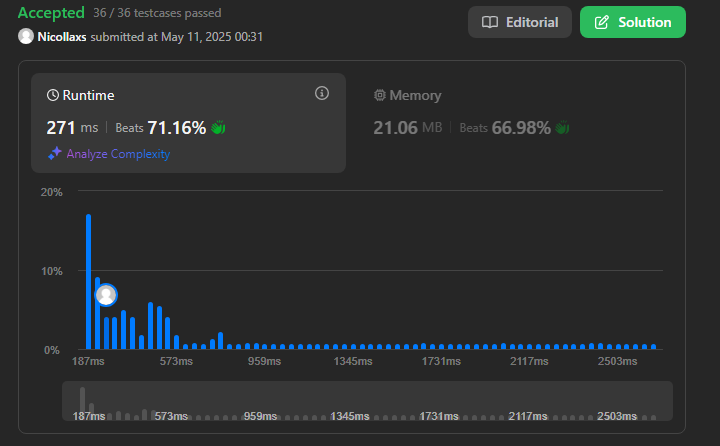 Accepted 36 / 36 testcases passed
Nicollaxs submitted at May 11, 2025 00:31
Editorial
Solution
Runtime
271 ms Beats 71.16%
Analyze Complexity
Memory
21.06 MB Beats 66.98%
20%
10%
0%
187ms 573ms 959ms 1345ms 1731ms 2117ms 2503ms
187ms 573ms 959ms 1345ms 1731ms 2117ms 2503ms